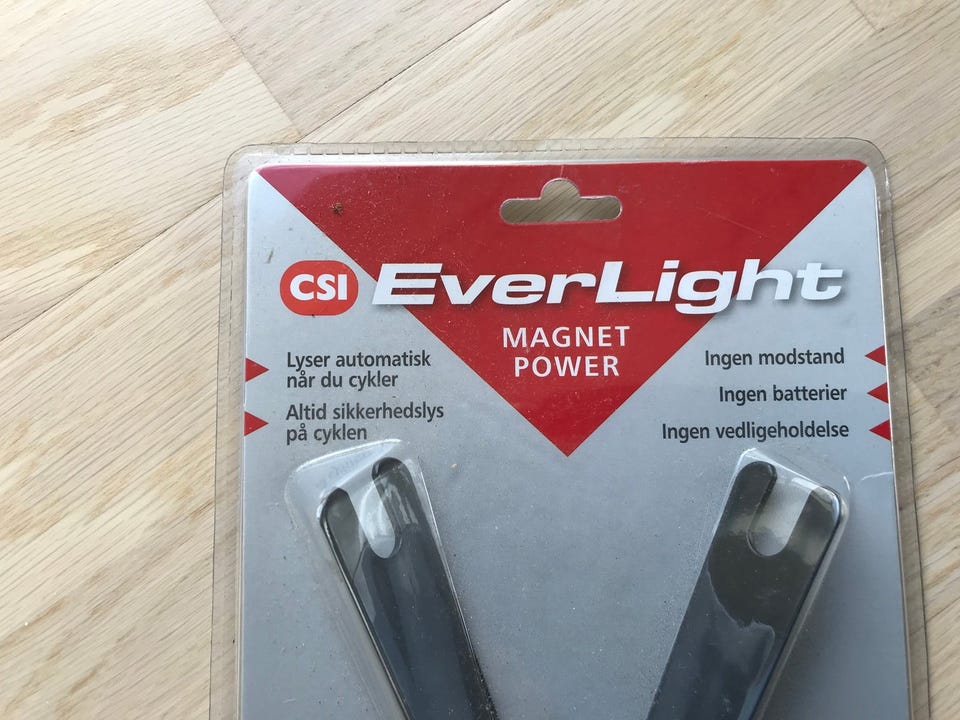 CSI EverLight
MAGNET
POWER
Lyser automatisk
når du cykler
Altid sikkerhedslys
på cyklen
Ingen modstand
Ingen batterier
Ingen vedligeholdelse